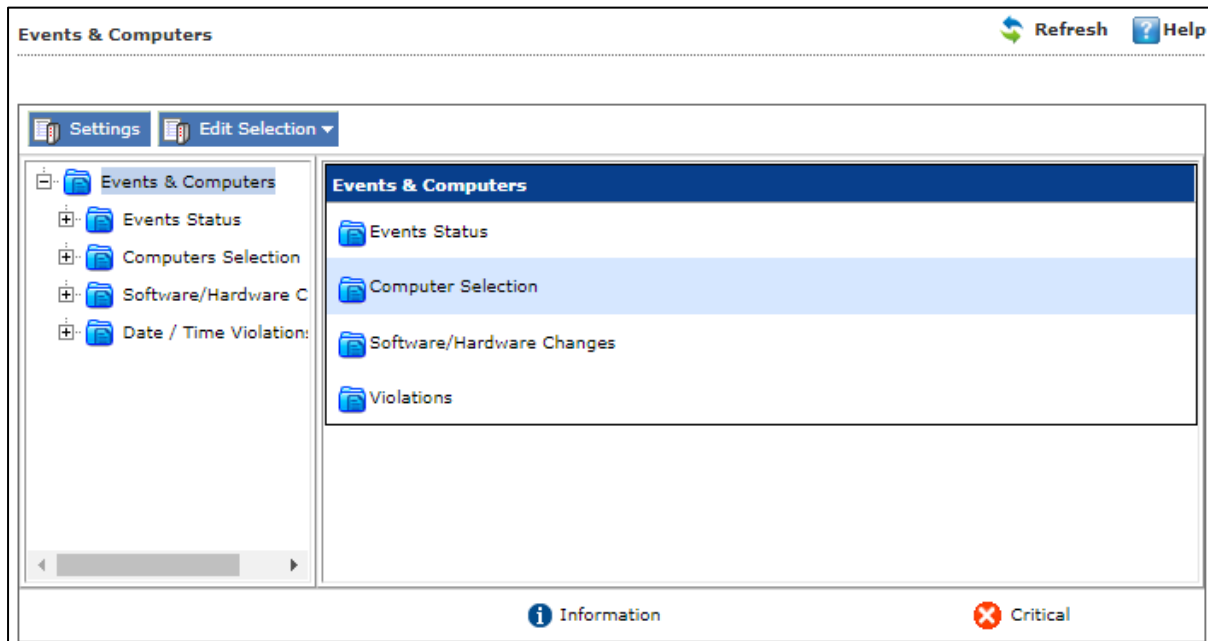 Events & Computers
Refresh
Help
Settings
Edit Selection
Events & Computers
Events Status
Computers Selection
Software/Hardware C
Date / Time Violation
Events & Computers
Events Status
Computer Selection
Software/Hardware Changes
Violations
Information
Critical